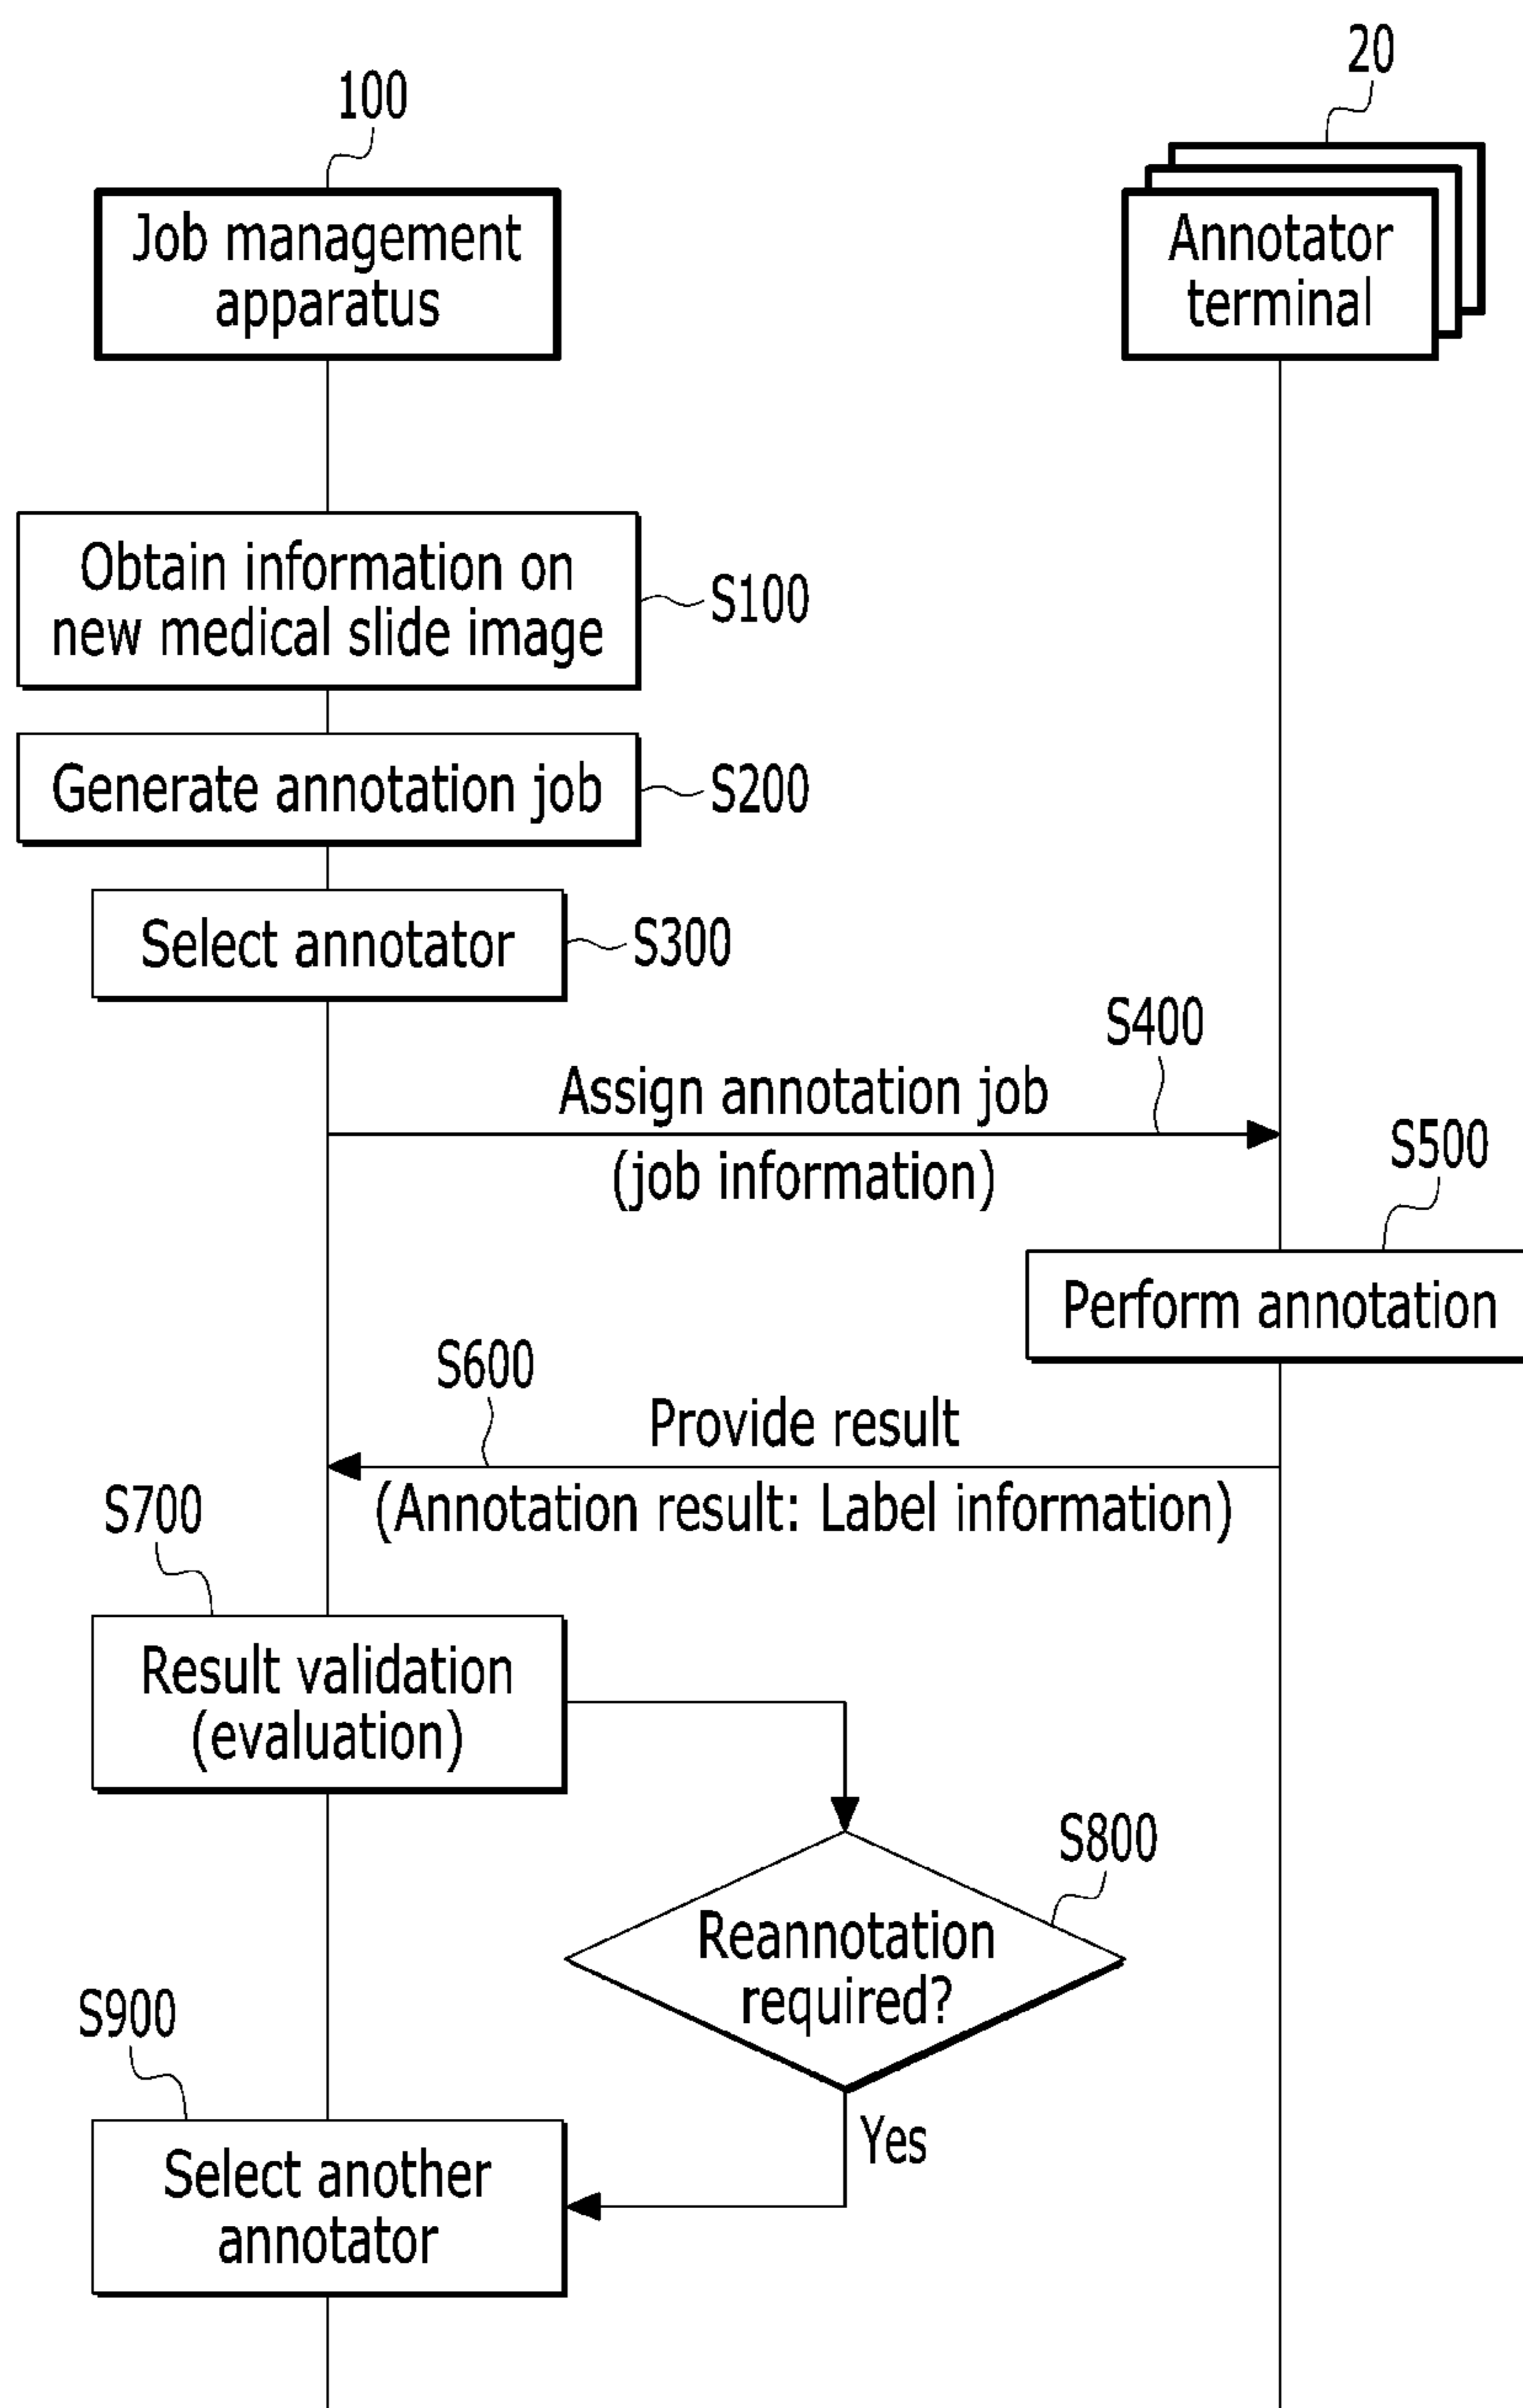 20
100
Job management
apparatus
Annotator
terminal
Obtain information on
new medical slide image
S100
Generate annotation job
S200
Select annotator
S300
S400
Assign annotation job
(job information)
S500
Perform annotation
S600
Provide result
(Annotation result: Label information)
S700
Result validation
(evaluation)
S800
Reannotation
required?
S900
Yes
Select another
annotator